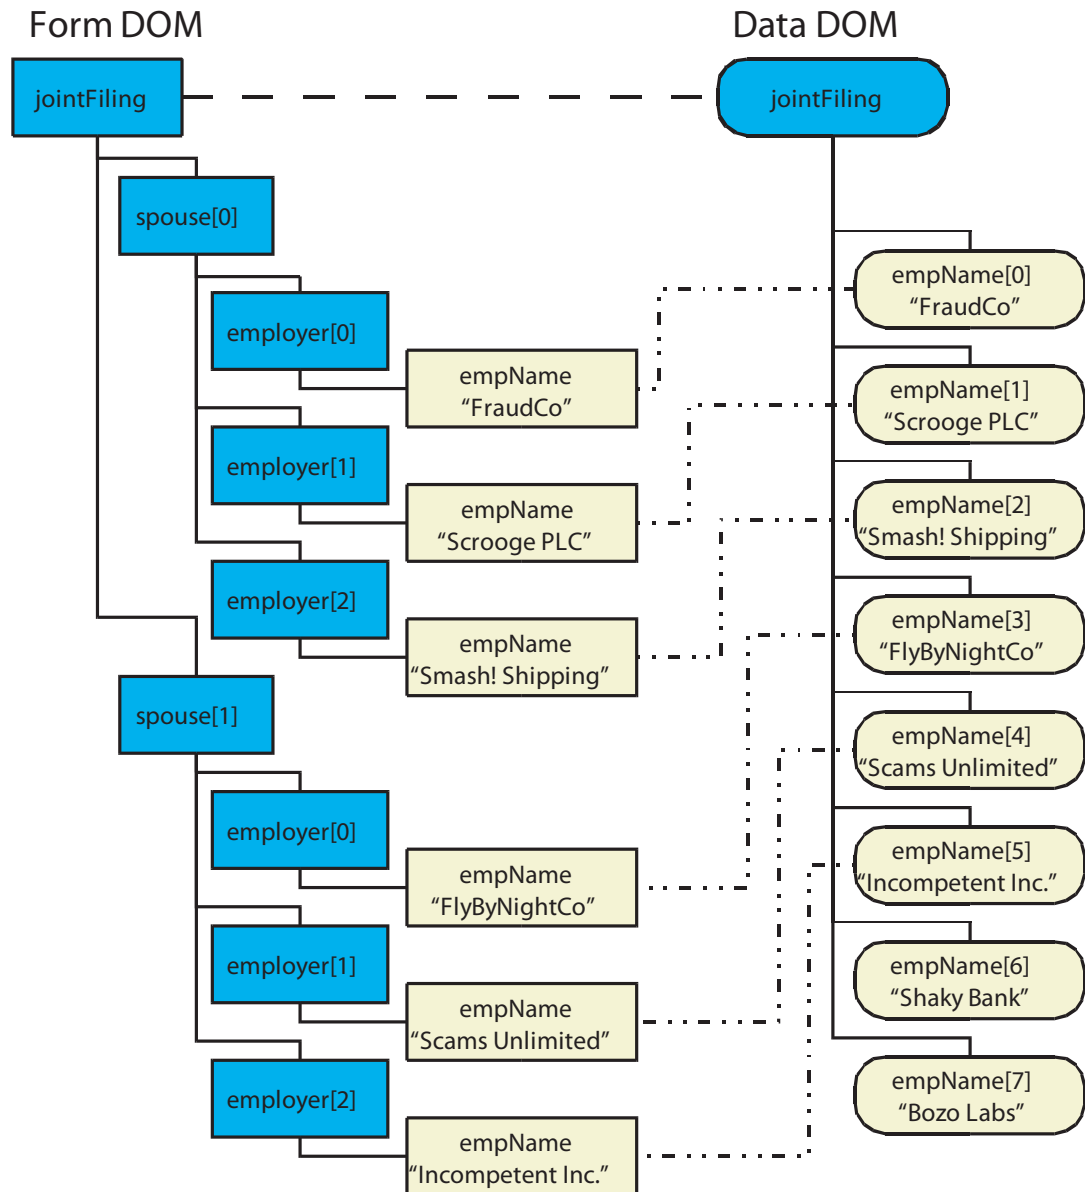 Form DOM
Data DOM
jointFiling
jointFiling
spouse[0]
empName[0]
“FraudCo”
employer[0]
empName
“FraudCo”
empName[1]
“Scrooge PLC”
employer[1]
empName
“Scrooge PLC”
empName[2]
“Smash! Shipping”
employer[2]
empName
“Smash! Shipping”
empName[3]
“FlyByNightCo”
spouse[1]
empName[4]
“Scams Unlimited”
employer[0]
empName
“FlyByNightCo”
empName[5]
“Incompetent Inc.”
employer[1]
empName
“Scams Unlimited”
empName[6]
“Shaky Bank”
employer[2]
empName
“Incompetent Inc.”
empName[7]
“Bozo Labs”